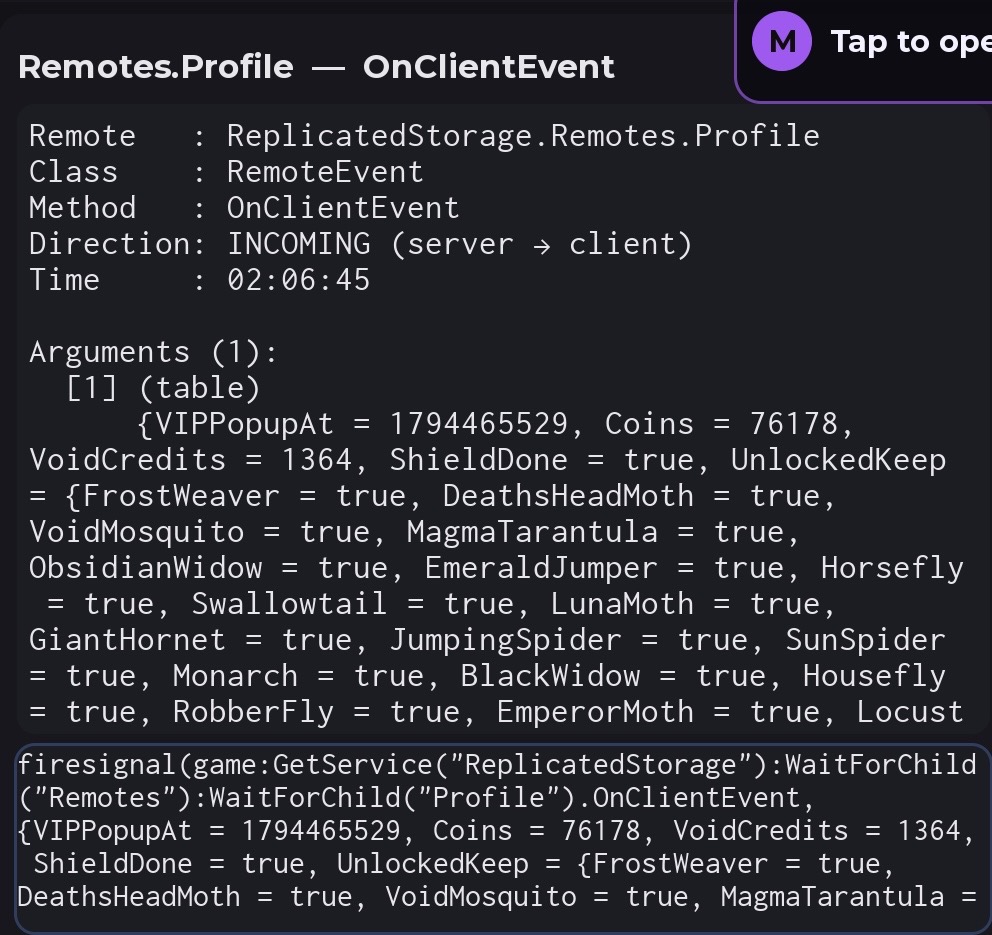 Remotes.Profile — OnClientEvent
M Tap to ope
Remote : ReplicatedStorage.Remotes.Profile
Class : RemoteEvent
Method : OnClientEvent
Direction: INCOMING (server → client)
Time : 02:06:45
Arguments (1):
[1] (table)
{VIPPopupAt = 1794465529, Coins = 76178,
VoidCredits = 1364, ShieldDone = true, UnlockedKeep
= {FrostWeaver = true, DeathsHeadMoth = true,
VoidMosquito = true, MagmaTarantula = true,
ObsidianWidow = true, EmeraldJumper = true, Horsefly
= true, Swallowtail = true, LunaMoth = true,
GiantHornet = true, JumpingSpider = true, SunSpider
= true, Monarch = true, BlackWidow = true, Housefly
= true, RobberFly = true, EmperorMoth = true, Locust
firesignal(game:GetService("ReplicatedStorage"):WaitForChild
("Remotes"):WaitForChild("Profile").OnClientEvent,
{VIPPopupAt = 1794465529, Coins = 76178, VoidCredits = 1364,
ShieldDone = true, UnlockedKeep = {FrostWeaver = true,
DeathsHeadMoth = true, VoidMosquito = true, MagmaTarantula =